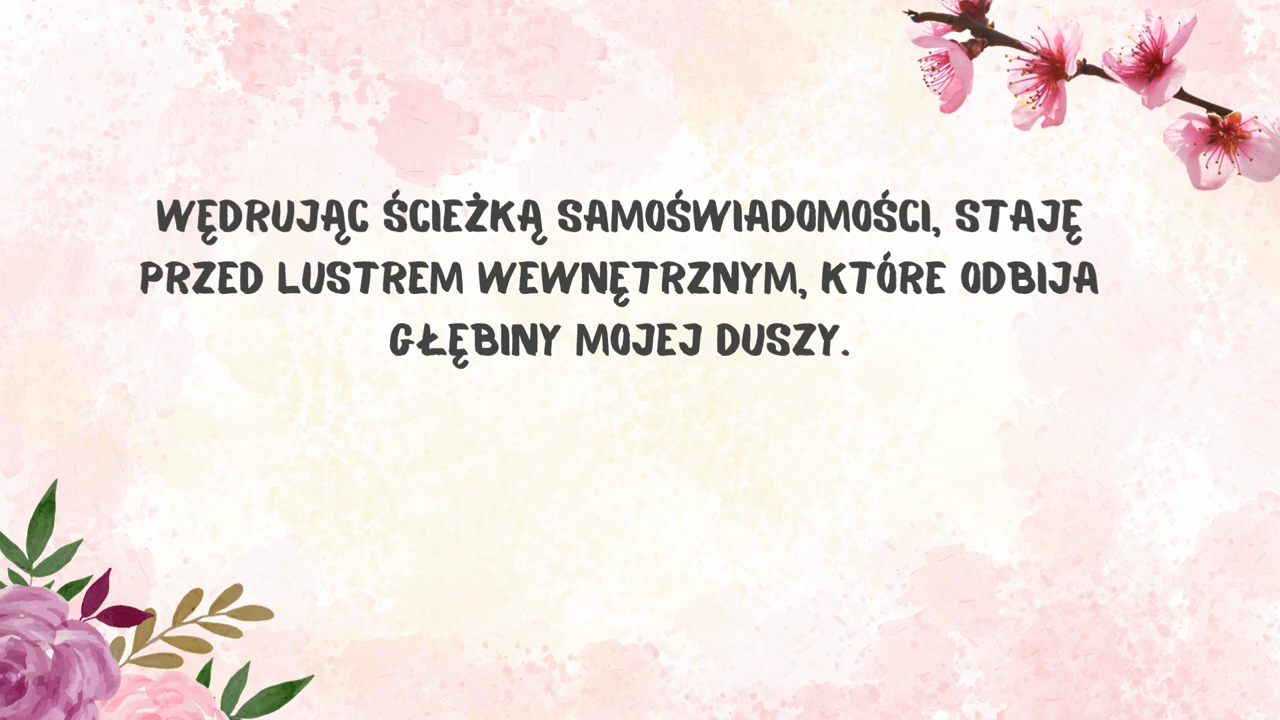 WĘDRUJĄC ŚCIEŻKĄ SAMOŚWIADOMOŚCI, STAJĘ
PRZED LUSTREM WEWNĘTRZNYM, KTÓRE ODBIJA
GŁĘBINY MOJEJ DUSZY.